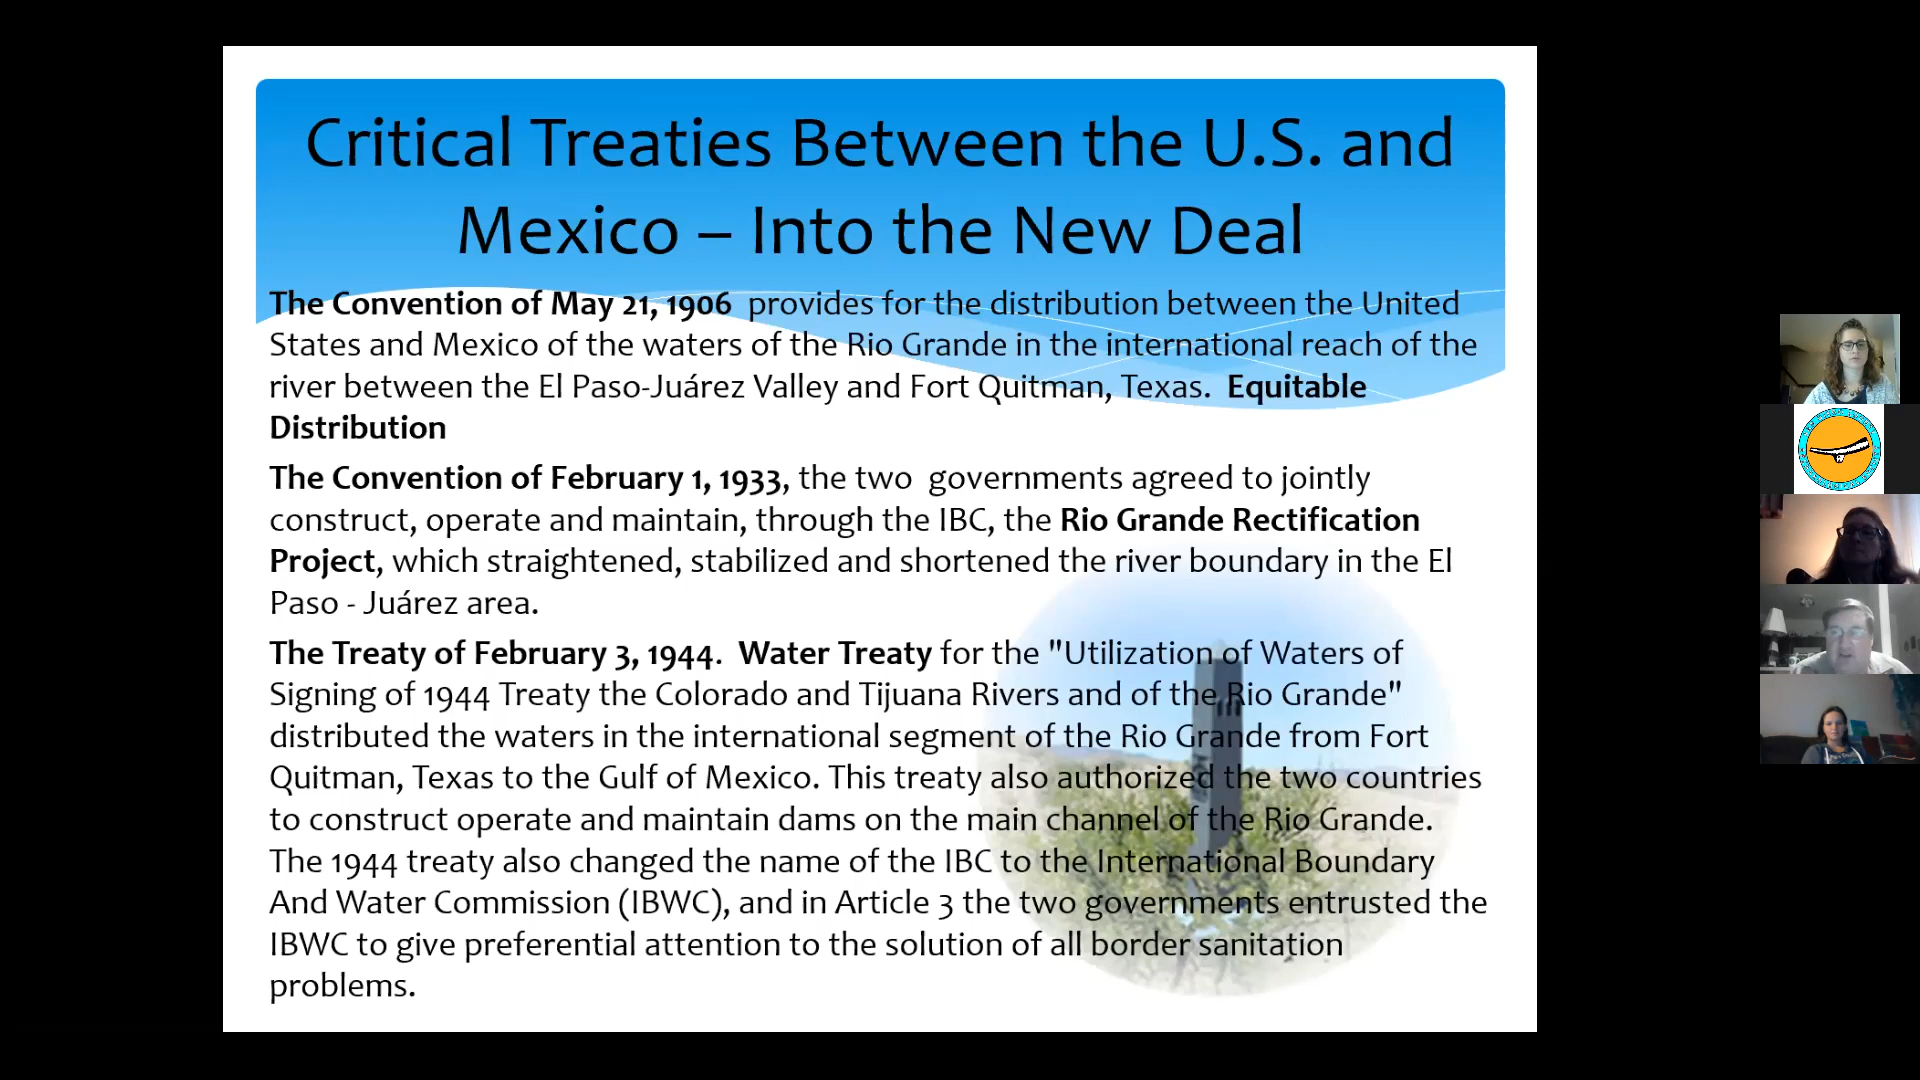 Critical Treaties Between the U.S. and
Mexico – Into the New Deal
The Convention of May 21, 1906 provides for the distribution between the United
States and Mexico of the waters of the Rio Grande in the international reach of the
river between the El Paso-Juárez Valley and Fort Quitman, Texas. Equitable
Distribution
The Convention of February 1, 1933, the two governments agreed to jointly
construct, operate and maintain, through the IBC, the Rio Grande Rectification
Project, which straightened, stabilized and shortened the river boundary in the El
Paso - Juárez area.
The Treaty of February 3, 1944. Water Treaty for the "Utilization of Waters of
Signing of 1944 Treaty the Colorado and Tijuana Rivers and of the Rio Grande"
distributed the waters in the international segment of the Rio Grande from Fort
Quitman, Texas to the Gulf of Mexico. This treaty also authorized the two countries
to construct operate and maintain dams on the main channel of the Rio Grande.
The 1944 treaty also changed the name of the IBC to the International Boundary
And Water Commission (IBWC), and in Article 3 the two governments entrusted the
IBWC to give preferential attention to the solution of all border sanitation
problems.